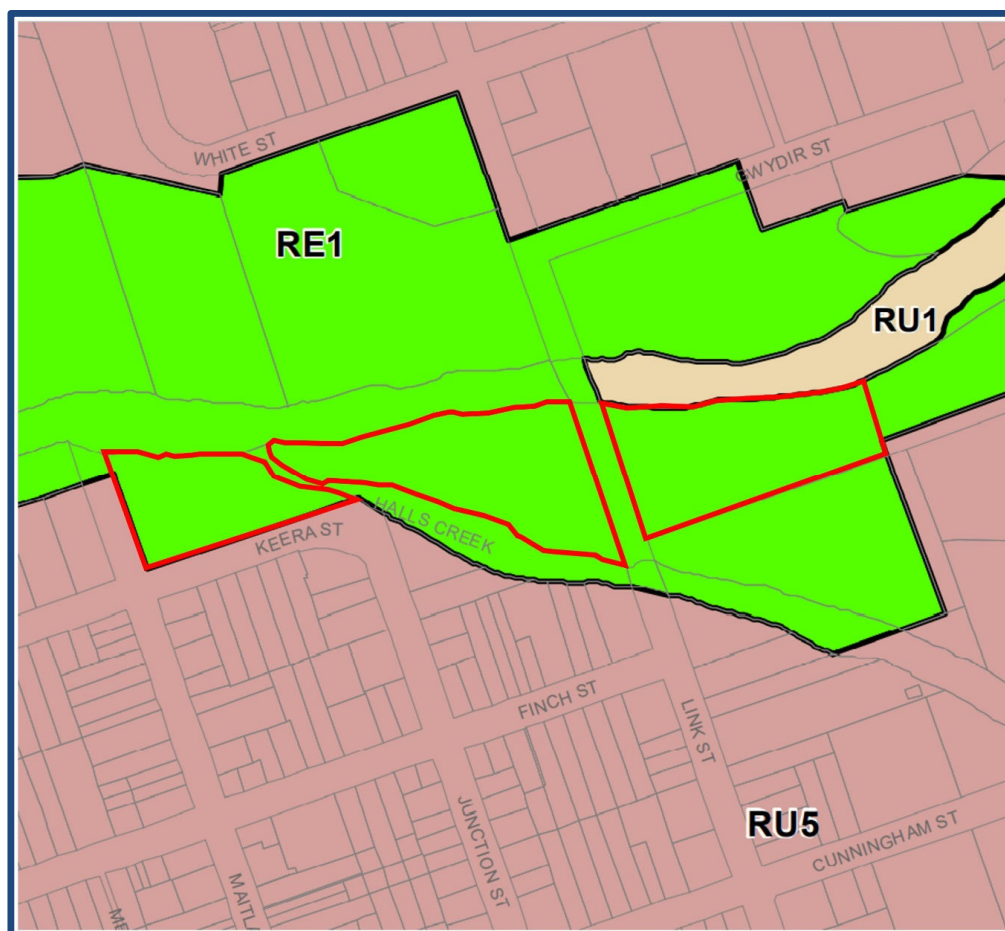 WHITE ST
GWYDIR ST
RE1
RU1
HALLS CREEK
KEERA ST
FINCH ST
LINK ST
RU5
JUNCTION ST
CUNNINGHAM ST
MAITLA